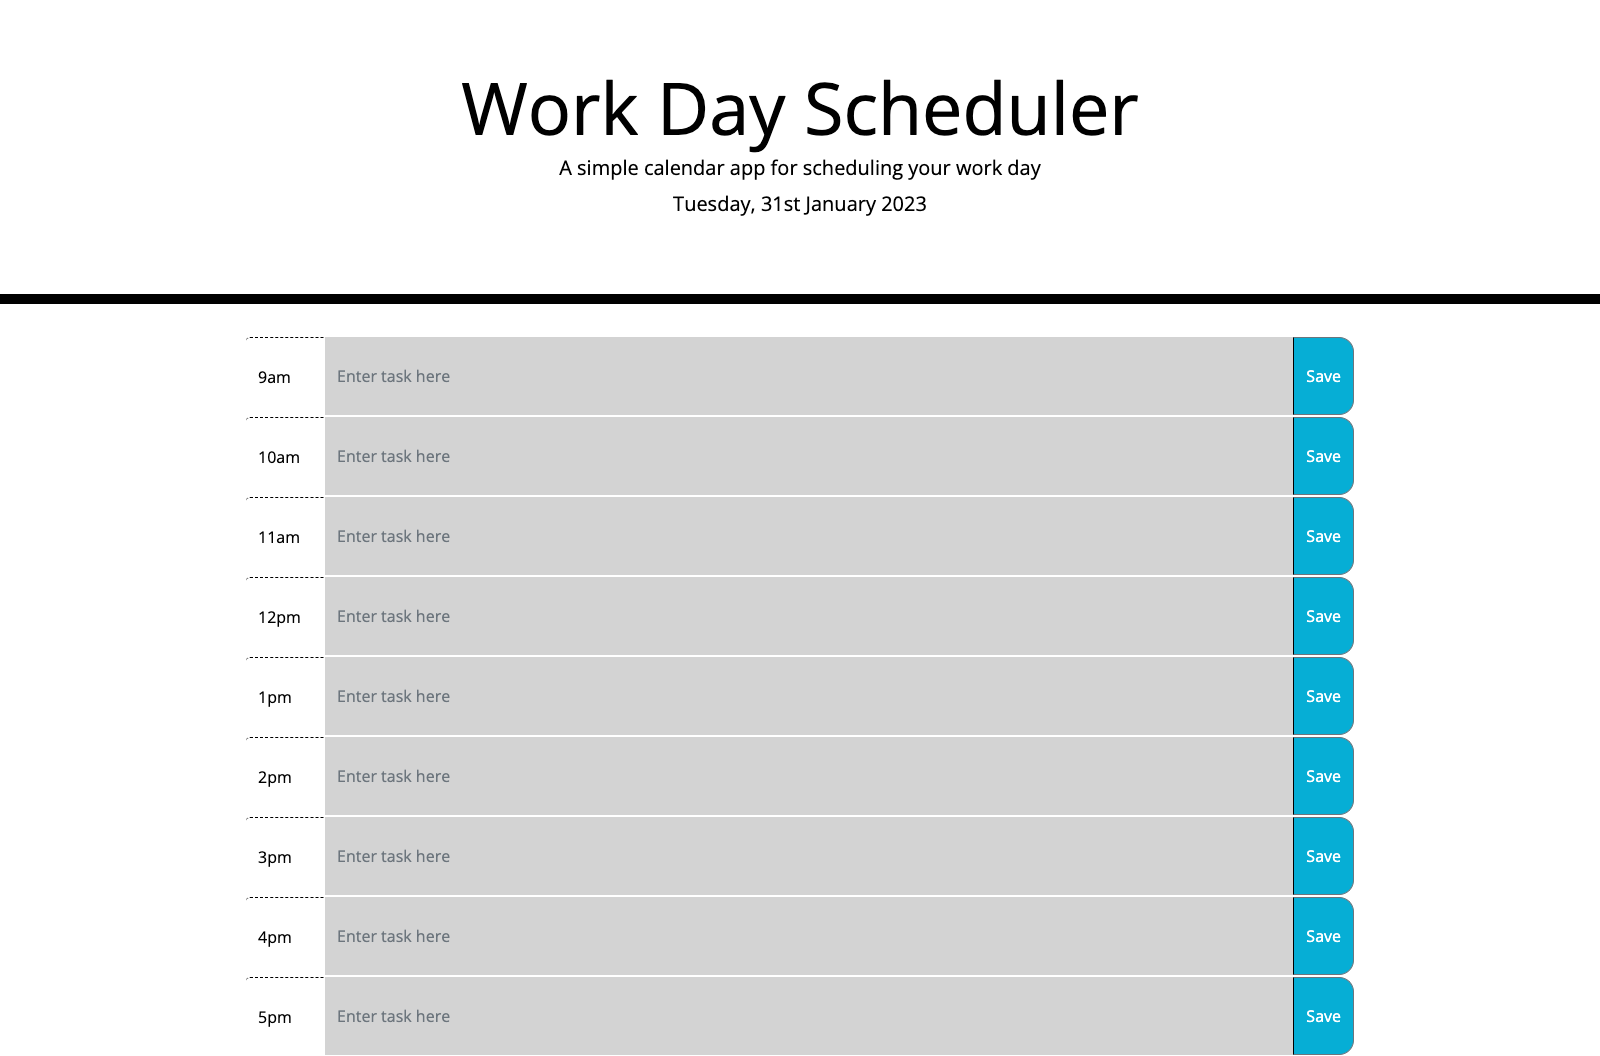 Work Day Scheduler
A simple calendar app for scheduling your work day
Tuesday, 31st January 2023
9am Enter task here Save
10am Enter task here Save
11am Enter task here Save
12pm Enter task here Save
1pm Enter task here Save
2pm Enter task here Save
3pm Enter task here Save
4pm Enter task here Save
5pm Enter task here Save